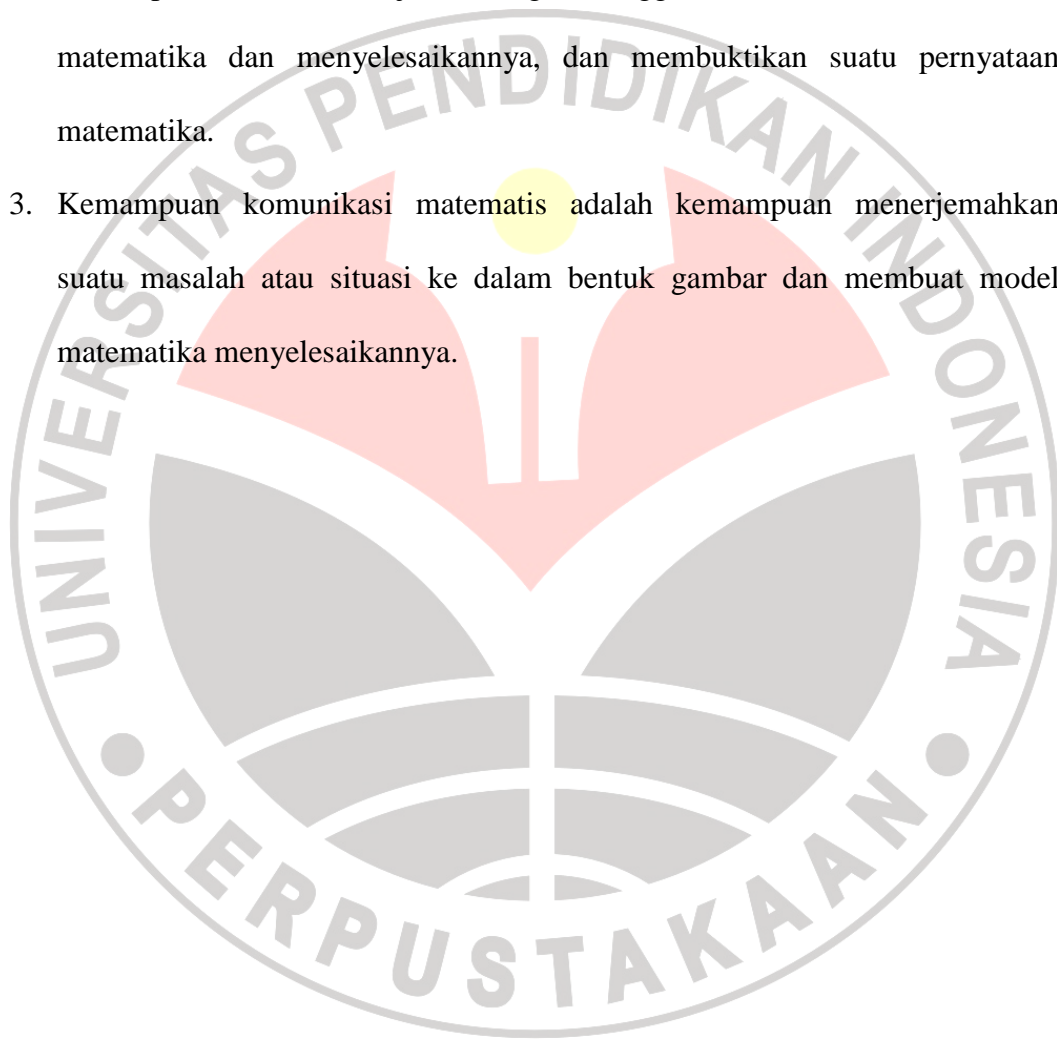 matematika dan menyelesaikannya, dan membuktikan suatu pernyataan
matematika.
3. Kemampuan komunikasi matematis adalah kemampuan menerjemahkan
suatu masalah atau situasi ke dalam bentuk gambar dan membuat model
matematika menyelesaikannya.
UNIVERSITAS PENDIDIKAN INDONESIA
PERPUSTAKAAN